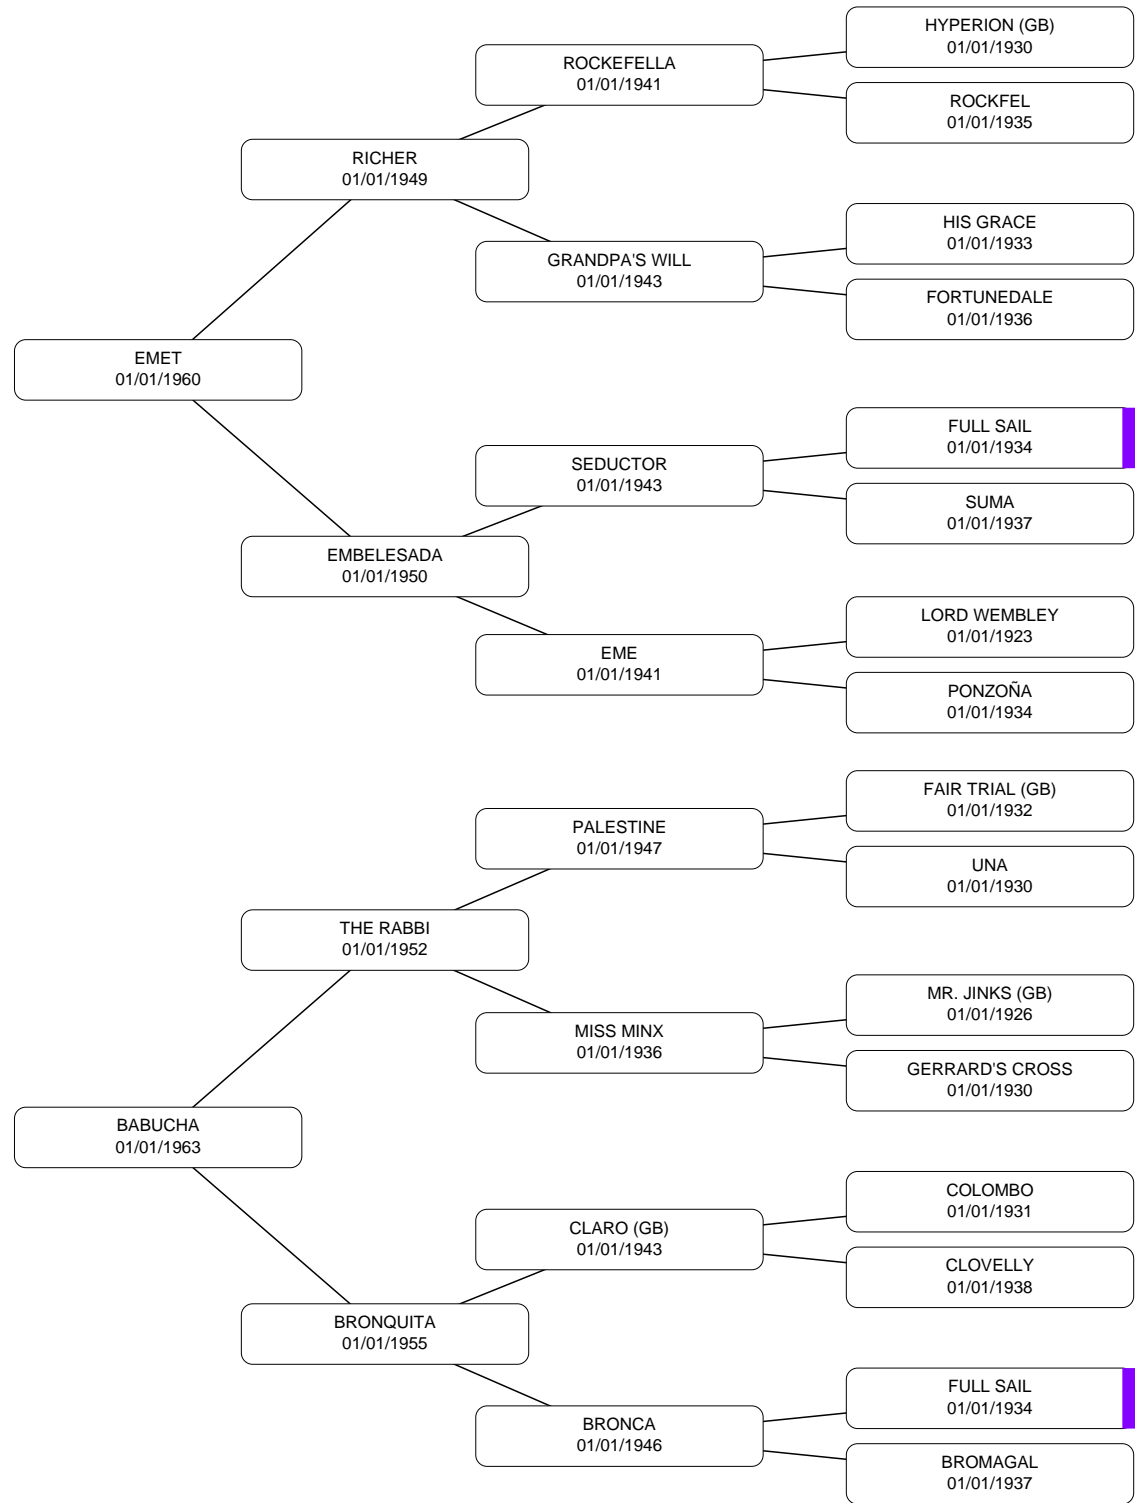 HYPERION (GB)
01/01/1930
ROCKEFELLA
01/01/1941
ROCKFEL
01/01/1935
RICHER
01/01/1949
HIS GRACE
01/01/1933
GRANDPA'S WILL
01/01/1943
FORTUNEDALE
01/01/1936
EMET
01/01/1960
FULL SAIL
01/01/1934
SEDUCTOR
01/01/1943
SUMA
01/01/1937
EMBELESADA
01/01/1950
LORD WEMBLEY
01/01/1923
EME
01/01/1941
PONZOÑA
01/01/1934
FAIR TRIAL (GB)
01/01/1932
PALESTINE
01/01/1947
UNA
01/01/1930
THE RABBI
01/01/1952
MR. JINKS (GB)
01/01/1926
MISS MINX
01/01/1936
GERRARD'S CROSS
01/01/1930
BABUCHA
01/01/1963
COLOMBO
01/01/1931
CLARO (GB)
01/01/1943
CLOVELLY
01/01/1938
BRONQUITA
01/01/1955
FULL SAIL
01/01/1934
BRONCA
01/01/1946
BROMAGAL
01/01/1937